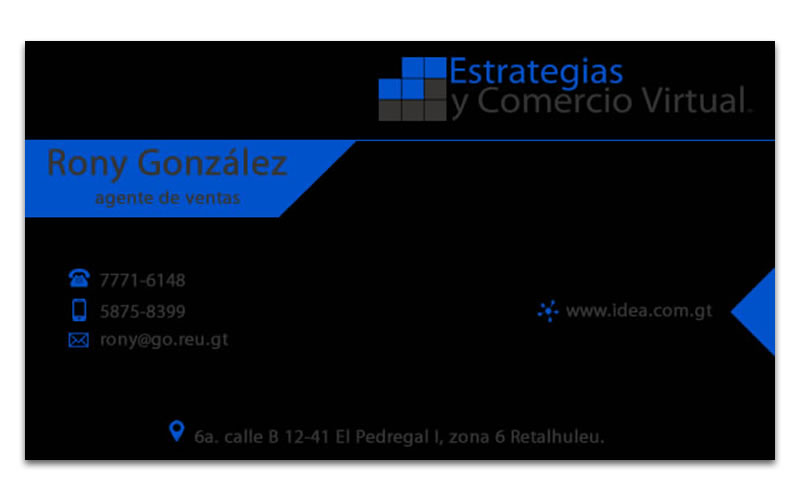 Estrategias
y Comercio Virtual
Rony González
agente de ventas
7771-6148
5875-8399
rony@go.reu.gt
www.idea.com.gt
6a. calle B 12-41 El Pedregal I, zona 6 Retalhuleu.